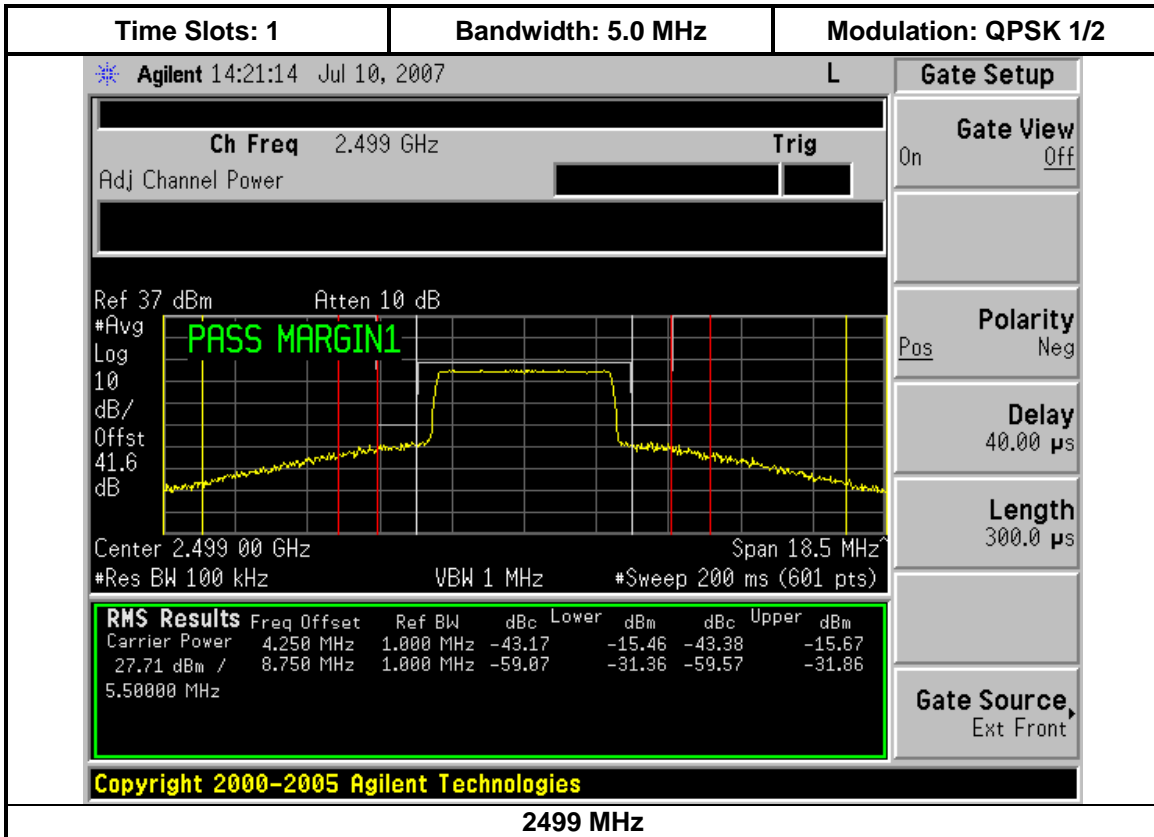 Time Slots: 1 Bandwidth: 5.0 MHz Modulation: QPSK 1/2
Agilent 14:21:14 Jul 10, 2007 L Gate Setup
Ch Freq 2.499 GHz Trig
Adj Channel Power
Gate View
On Off
Ref 37 dBm Atten 10 dB
#Avg
Log
10
dB/
Offst
41.6
dB
PASS MARGIN1
Polarity
Pos Neg
Delay
40.00 µs
Length
300.0 µs
Center 2.499 00 GHz Span 18.5 MHz^
#Res BW 100 kHz VBW 1 MHz #Sweep 200 ms (601 pts)
RMS Results Freq Offset Ref BW dBc Lower dBm dBc Upper dBm
Carrier Power 4.250 MHz 1.000 MHz -43.17 -15.46 -43.38 -15.67
27.71 dBm / 8.750 MHz 1.000 MHz -59.07 -31.36 -59.57 -31.86
5.50000 MHz
Gate Source
Ext Front
Copyright 2000-2005 Agilent Technologies
2499 MHz